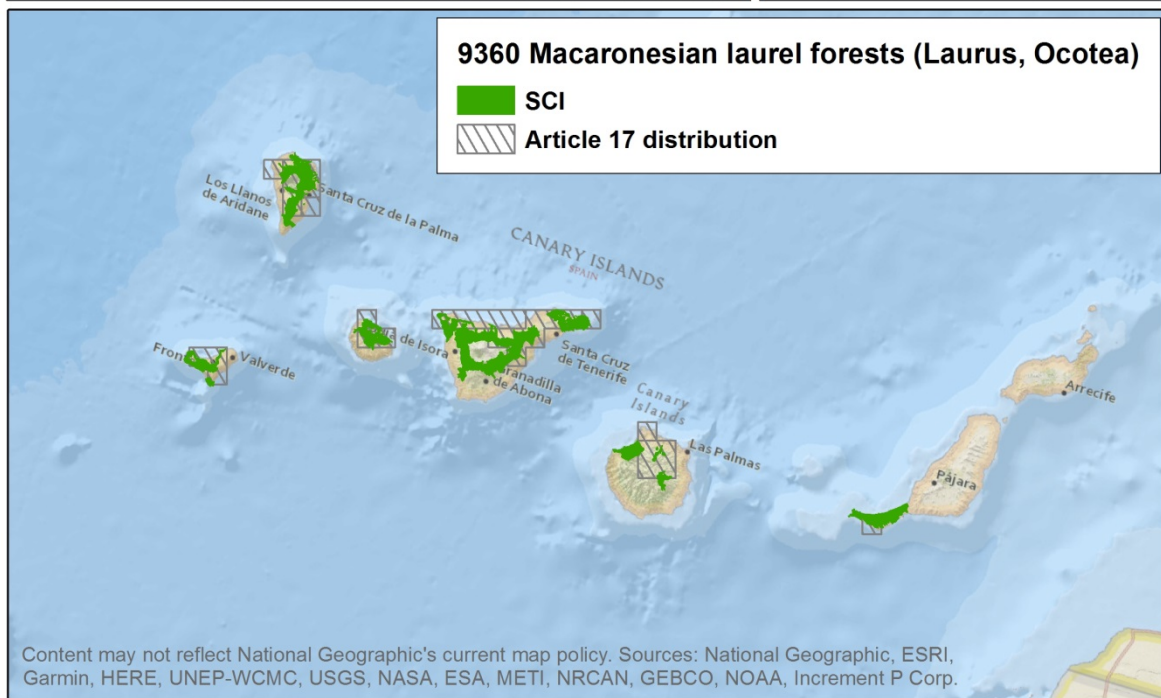 9360 Macaronesian laurel forests (Laurus, Ocotea)
SCI
Article 17 distribution
Los Llanos
de Aridane
Santa Cruz de la Palma
CANARY ISLANDS
SPAIN
Valverde
de Isora
Santa Cruz
de Tenerife
de Abona
Canary
Islands
Las Palmas
Arrecife
Pájara
Content may not reflect National Geographic's current map policy. Sources: National Geographic, ESRI,
Garmin, HERE, UNEP-WCMC, USGS, NASA, ESA, METI, NRCAN, GEBCO, NOAA, Increment P Corp.